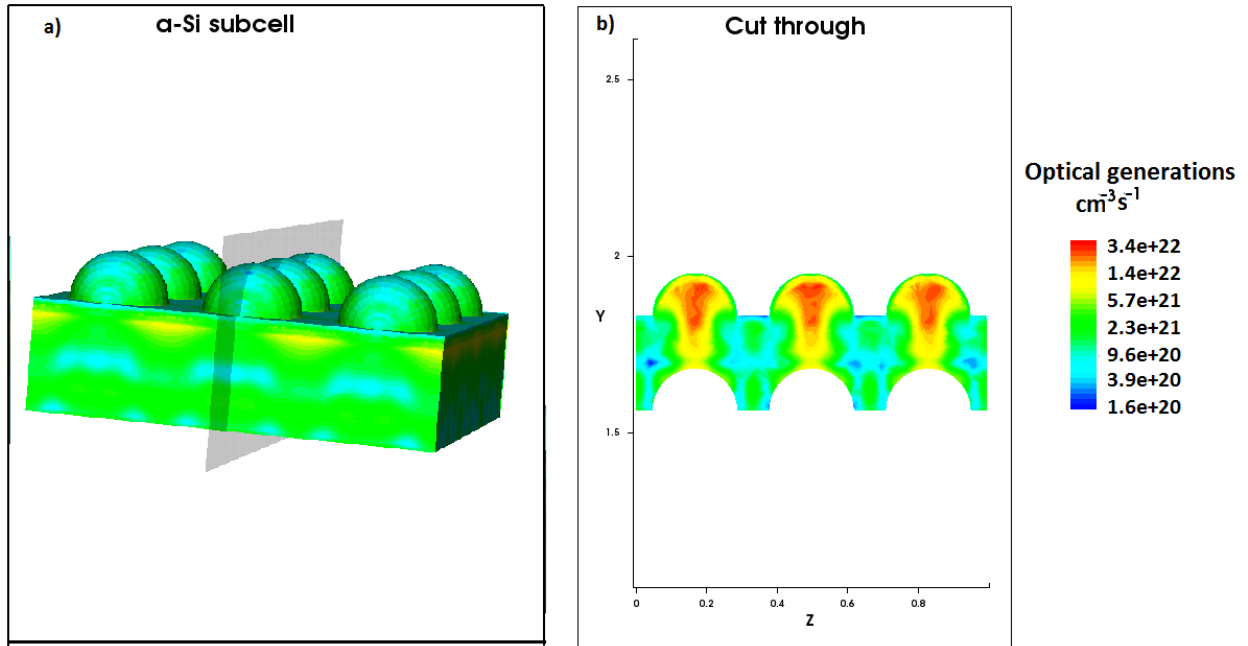 a)
α-Si subcell
b)
Cut through
2.5
2
Y
1.5
0
0.2
0.4
0.6
0.8
Z
Optical generations
cm⁻³s⁻¹
3.4e+22
1.4e+22
5.7e+21
2.3e+21
9.6e+20
3.9e+20
1.6e+20